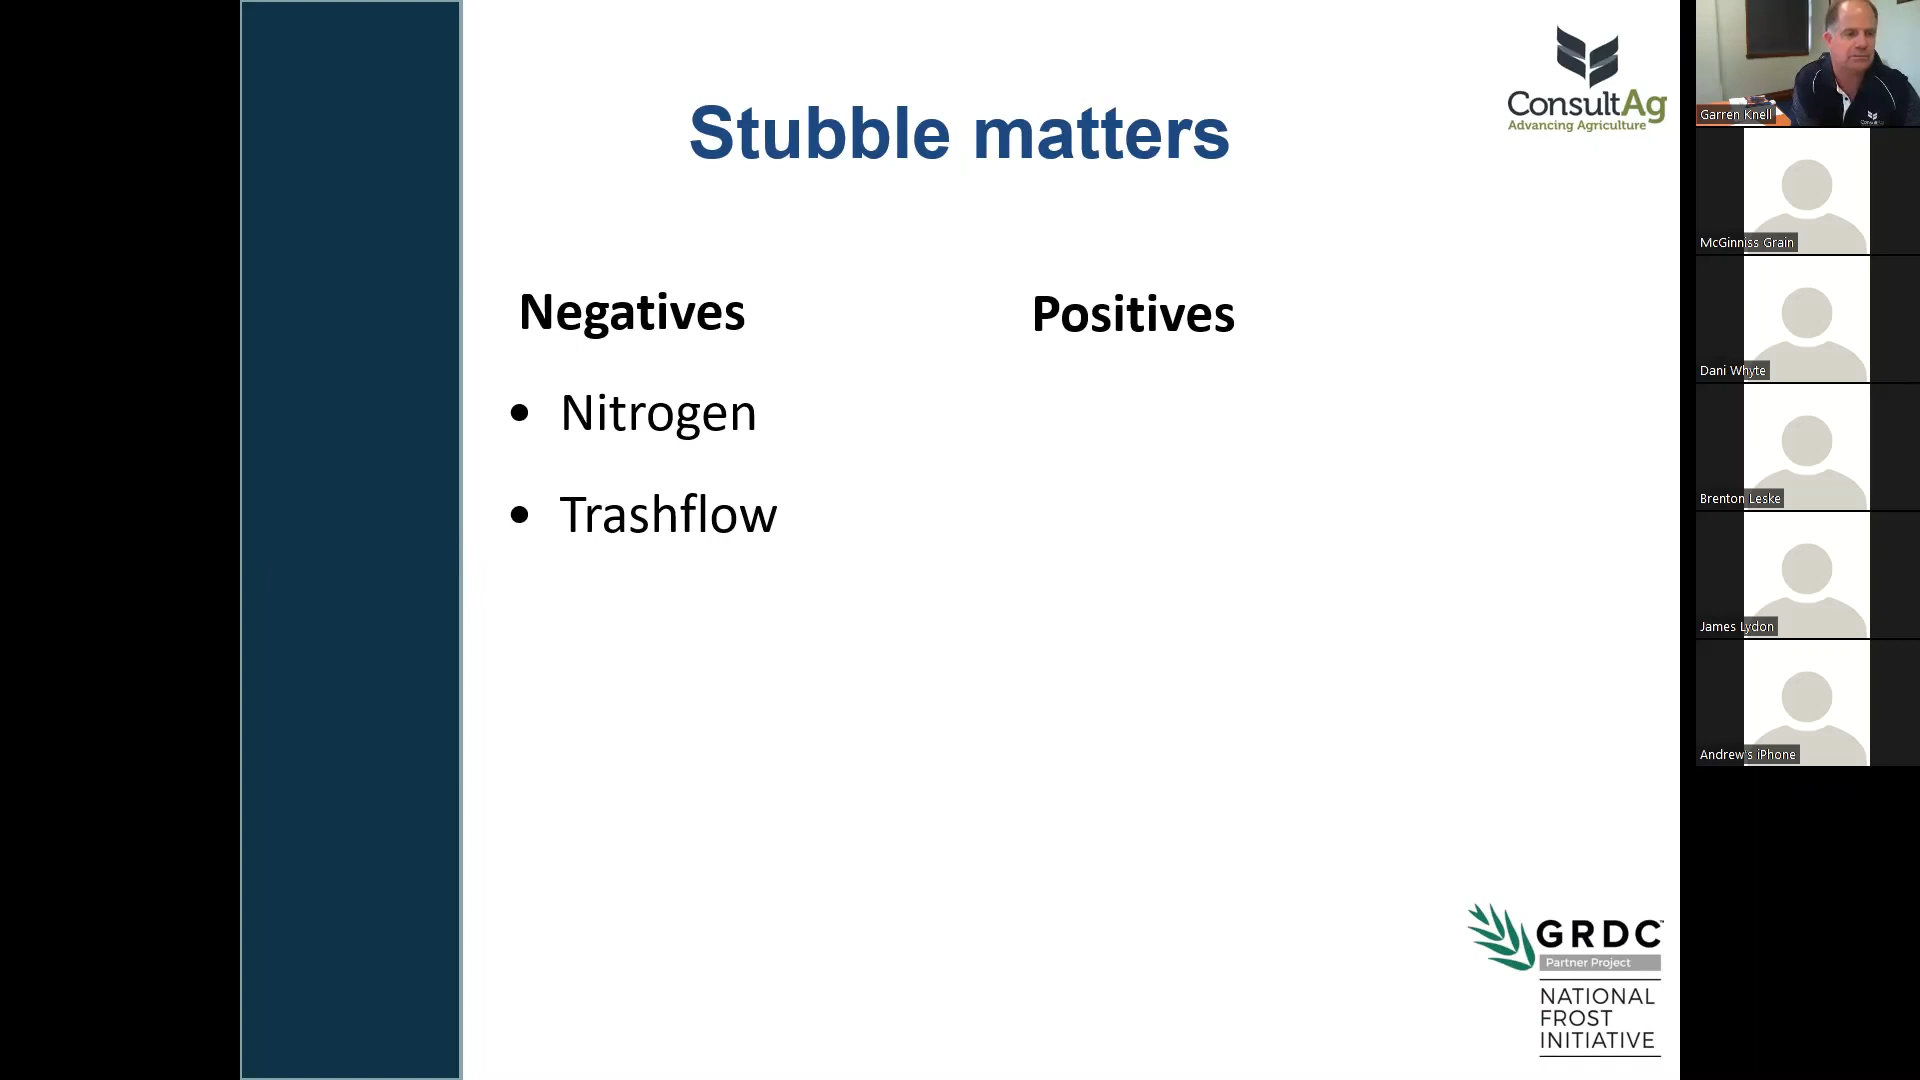 Stubble matters
ConsultAg
Advancing Agriculture
Negatives
Positives
• Nitrogen
• Trashflow
GRDC™
Partner Project
NATIONAL
FROST
INITIATIVE
Garren Knell
McGinniss Grain
Dani Whyte
Brenton Leske
James Lydon
Andrew's iPhone